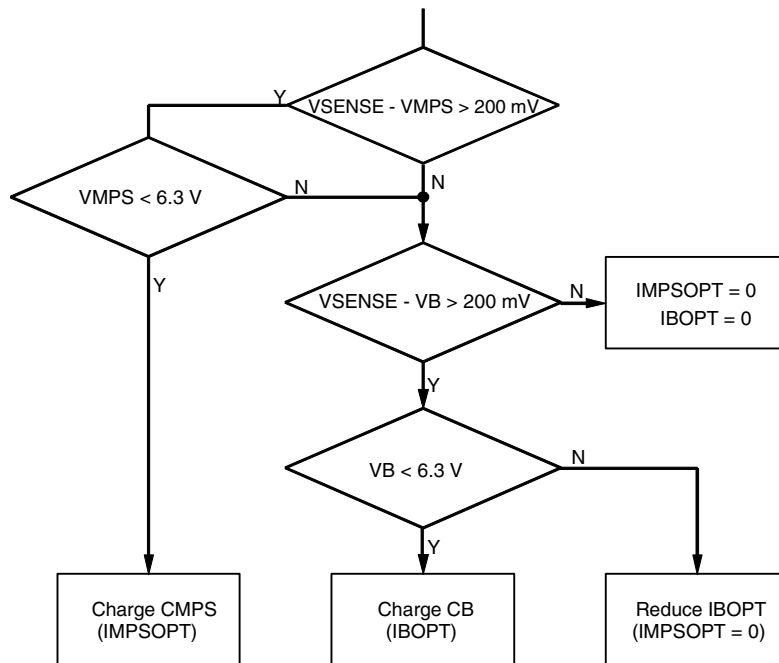 VSENSE - VMPS > 200 mV
Y
N
VMPS < 6.3 V
N
Y
VSENSE - VB > 200 mV
N
IMPSOPT = 0
IBOPT = 0
Y
VB < 6.3 V
N
Y
Charge CMPS
(IMPSOPT)
Charge CB
(IBOPT)
Reduce IBOPT
(IMPSOPT = 0)